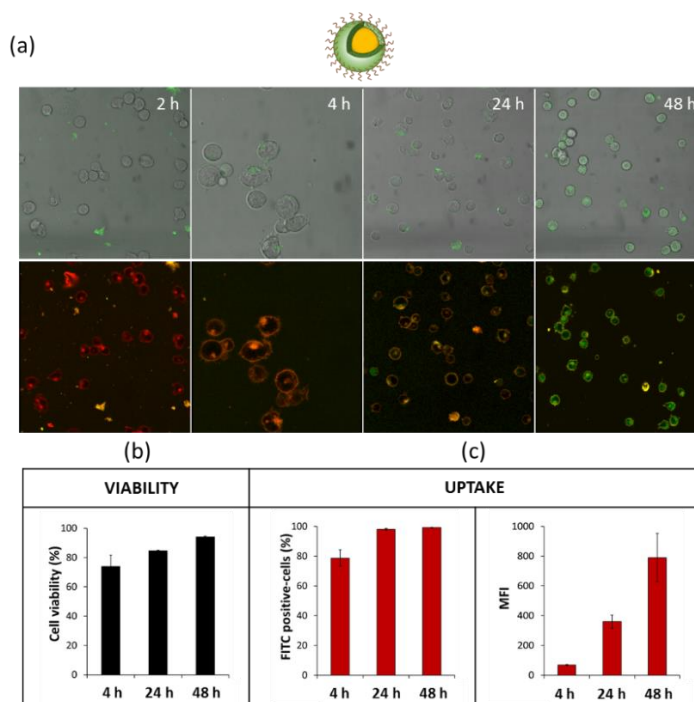 (a)
2 h 4 h 24 h 48 h
(b) (c)
VIABILITY UPTAKE
Cell viability (%)
100
80
60
40
20
0
4 h 24 h 48 h
FITC positive-cells (%)
100
80
60
40
20
0
4 h 24 h 48 h
MFI
1000
800
600
400
200
0
4 h 24 h 48 h